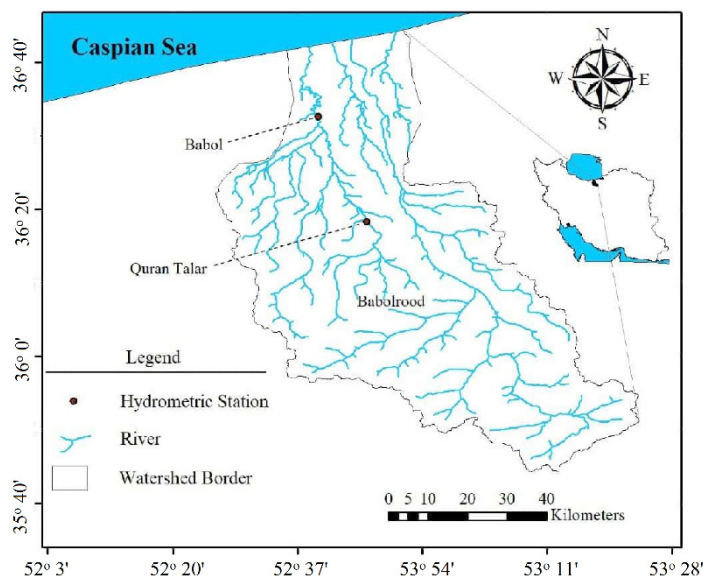 Caspian Sea
N
W E
S
36° 40'
Babol
36° 20'
Quran Talar
Babolrood
36° 0'
Legend
Hydrometric Station
River
Watershed Border
0 5 10 20 30 40
Kilometers
35° 40'
52° 3' 52° 20' 52° 37' 53° 54' 53° 11' 53° 28'